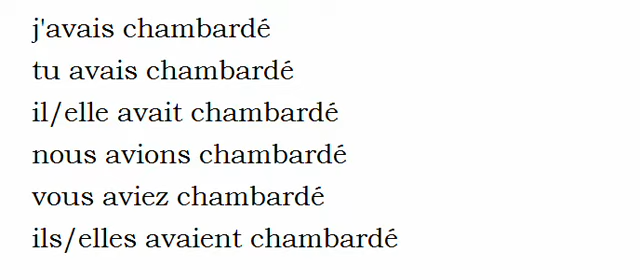 j'avais chambardé
tu avais chambardé
il/elle avait chambardé
nous avions chambardé
vous aviez chambardé
ils/elles avaient chambardé